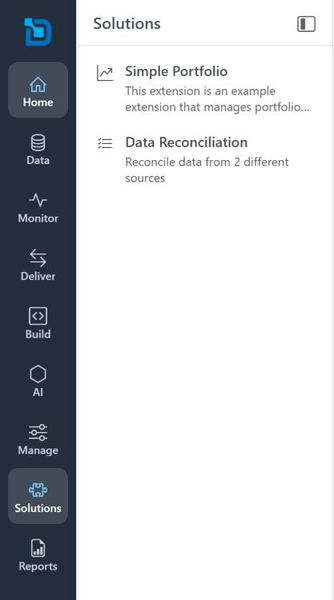 Solutions
Home
Data
Monitor
Deliver
Build
AI
Manage
Solutions
Reports
Simple Portfolio
This extension is an example
extension that manages portfolio...
Data Reconciliation
Reconcile data from 2 different
sources